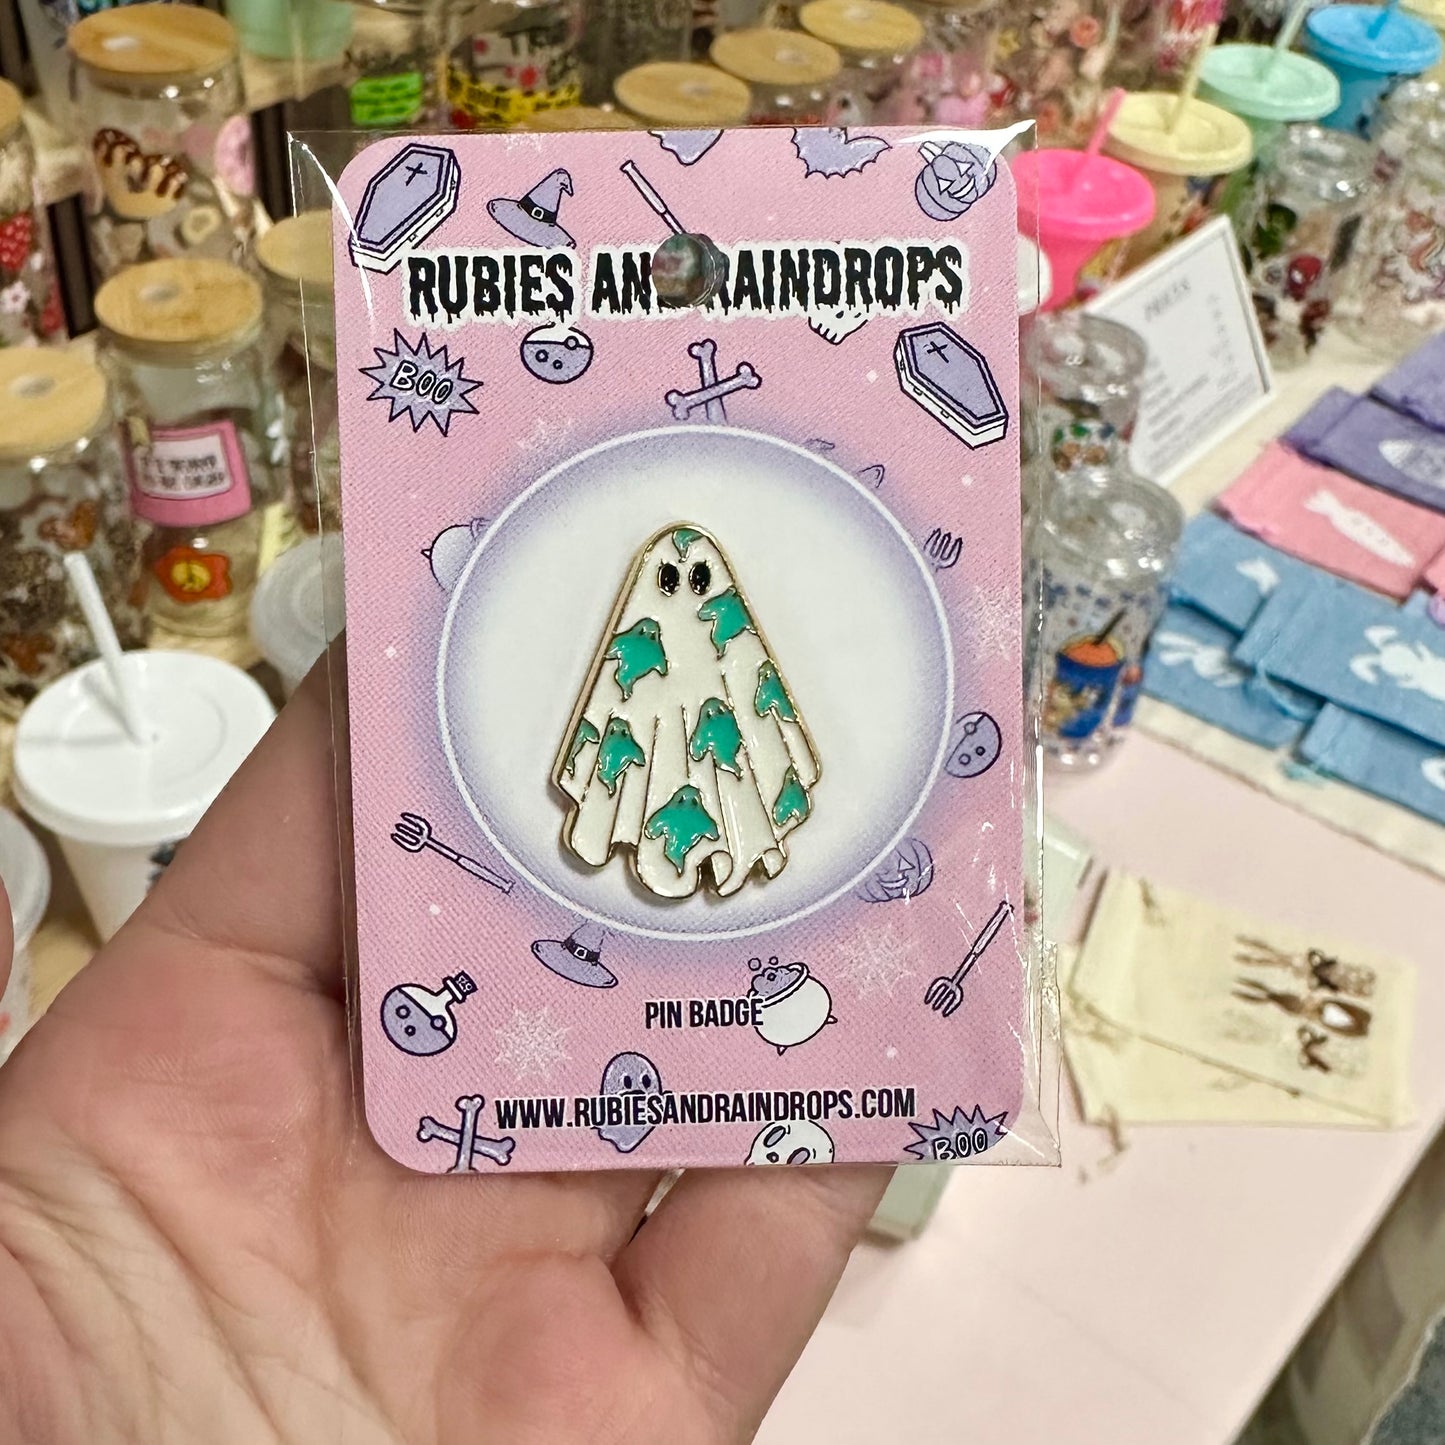 RUBIES AND RAINDROPS
BOO
PIN BADGE
WWW.RUBIESANDRAINDROPS.COM
BOO